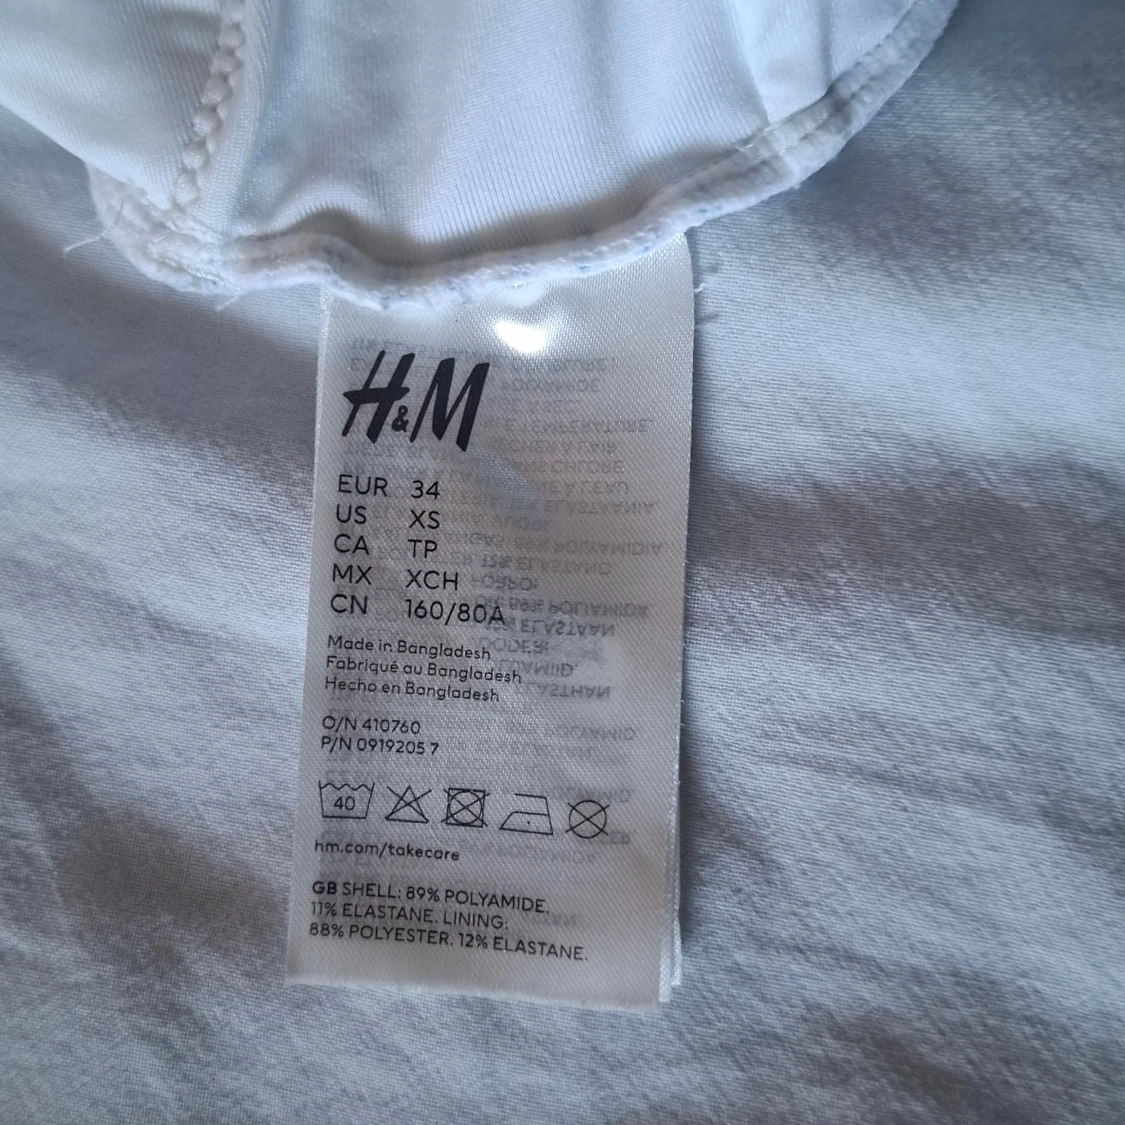 H&M
EUR 34
US XS
CA TP
MX XCH
CN 160/80A
Made in Bangladesh
Fabriqué au Bangladesh
Hecho en Bangladesh
O/N 410760
P/N 0919205 7
40
hm.com/takecare
GB SHELL: 89% POLYAMIDE.
11% ELASTANE. LINING:
88% POLYESTER. 12% ELASTANE.